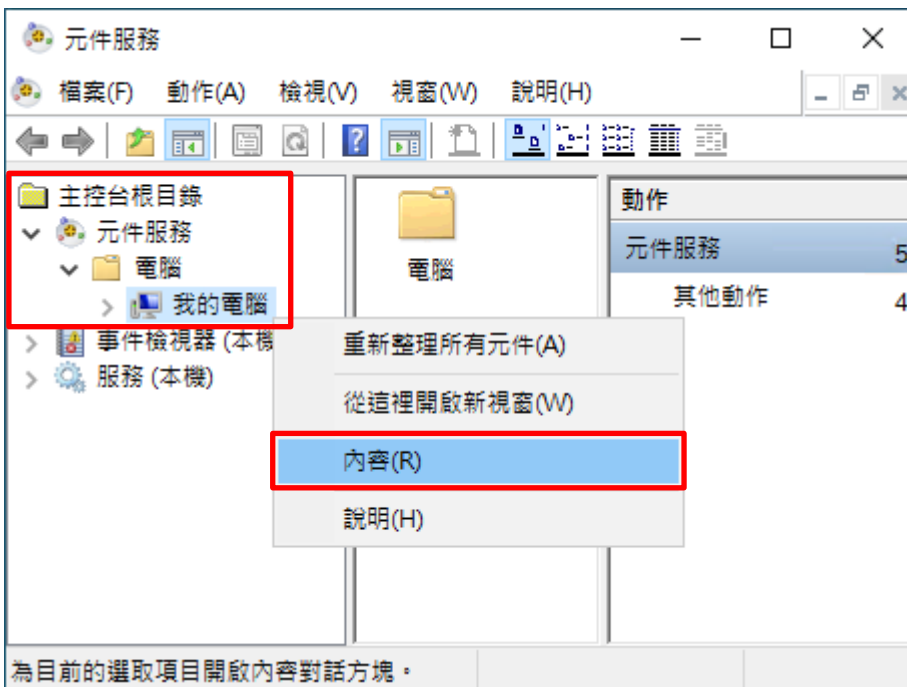 元件服務
檔案(F) 動作(A) 檢視(V) 視窗(W) 說明(H)
主控台根目錄
元件服務
電腦
我的電腦
事件檢視器 (本機
服務 (本機)
電腦
動作
元件服務 5
其他動作 4
重新整理所有元件(A)
從這裡開啟新視窗(W)
內容(R)
說明(H)
為目前的選取項目開啟內容對話方塊。